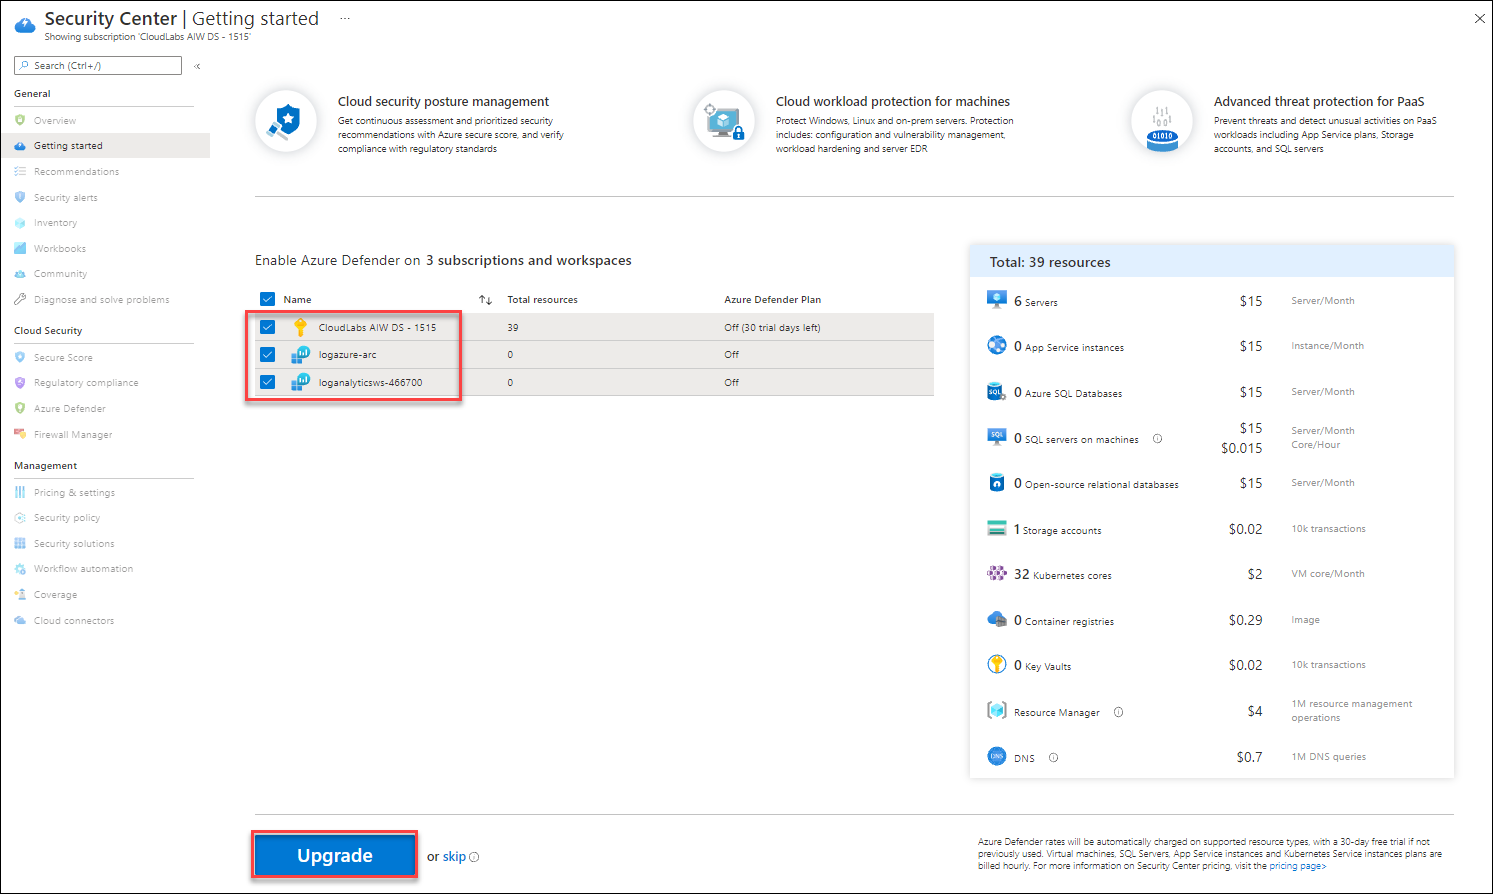 Security Center | Getting started ...
Showing subscription 'CloudLabs AIW DS - 1515'
Search (Ctrl+/)
General
Overview
Getting started
Recommendations
Security alerts
Inventory
Workbooks
Community
Diagnose and solve problems
Cloud Security
Secure Score
Regulatory compliance
Azure Defender
Firewall Manager
Management
Pricing & settings
Security policy
Security solutions
Workflow automation
Coverage
Cloud connectors
Cloud security posture management
Get continuous assessment and prioritized security
recommendations with Azure secure score, and verify
compliance with regulatory standards
Cloud workload protection for machines
Protect Windows, Linux and on-prem servers. Protection
includes: configuration and vulnerability management,
workload hardening and server EDR
Advanced threat protection for PaaS
Prevent threats and detect unusual activities on PaaS
workloads including App Service plans, Storage
accounts, and SQL servers
01010
Enable Azure Defender on 3 subscriptions and workspaces
Name Total resources Azure Defender Plan
CloudLabs AIW DS - 1515 39 Off (30 trial days left)
logazure-arc 0 Off
loganalyticsws-466700 0 Off
Total: 39 resources
6 Servers $15 Server/Month
0 App Service instances $15 Instance/Month
SQL 0 Azure SQL Databases $15 Server/Month
SQL 0 SQL servers on machines $15 Server/Month
$0.015 Core/Hour
0 Open-source relational databases $15 Server/Month
1 Storage accounts $0.02 10k transactions
32 Kubernetes cores $2 VM core/Month
0 Container registries $0.29 Image
0 Key Vaults $0.02 10k transactions
Resource Manager $4 1M resource management
operations
DNS DNS $0.7 1M DNS queries
Upgrade or skip
Azure Defender rates will be automatically charged on supported resource types, with a 30-day free trial if not
previously used. Virtual machines, SQL Servers, App Service instances and Kubernetes Service instances plans are
billed hourly. For more information on Security Center pricing, visit the pricing page>